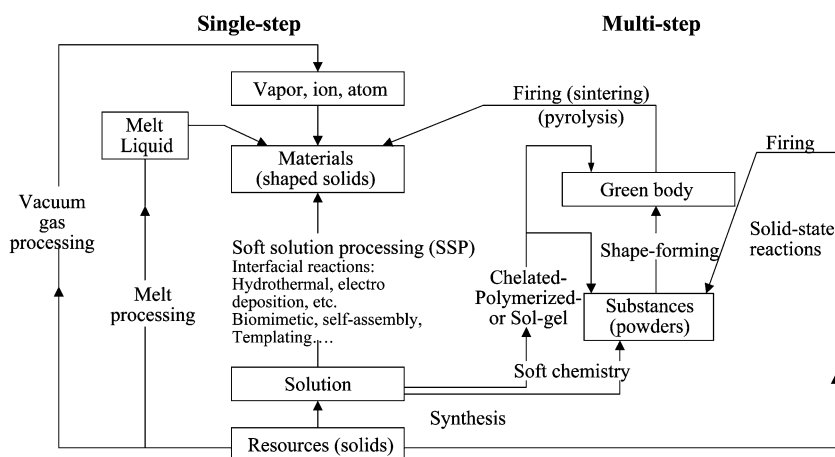 Single-step
Multi-step
Vapor, ion, atom
Firing (sintering)
(pyrolysis)
Melt
Liquid
Firing
Materials
(shaped solids)
Green body
Vacuum
gas
processing
Solid-state
reactions
Soft solution processing (SSP)
Interfacial reactions:
Hydrothermal, electro
deposition, etc.
Biomimetic, self-assembly,
Templating....
Shape-forming
Chelated-
Polymerized-
or Sol-gel
Melt
processing
Substances
(powders)
Soft chemistry
Solution
Synthesis
Resources (solids)